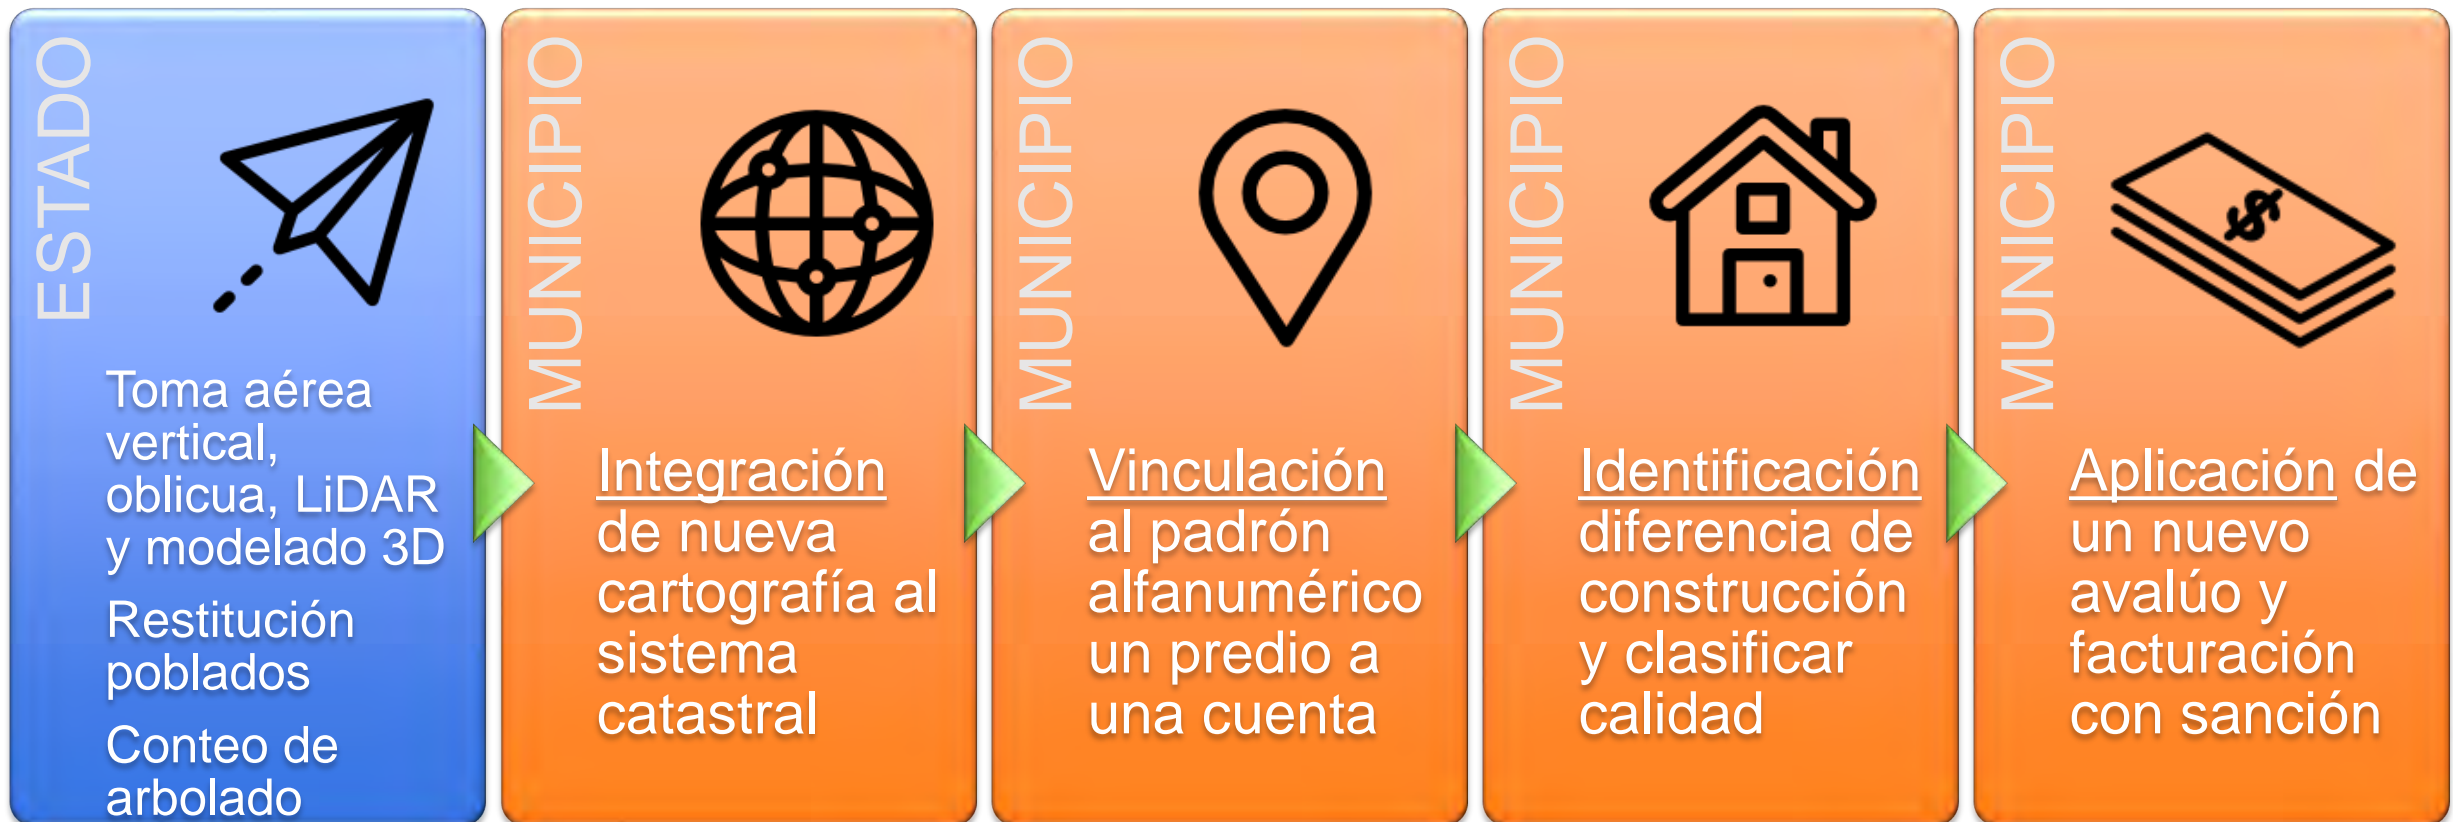 ESTADO
Toma aérea
vertical,
oblicua, LiDAR
y modelado 3D
Restitución
poblados
Conteo de
arbolado
MUNICIPIO
Integración
de nueva
cartografía al
sistema
catastral
MUNICIPIO
Vinculación
al padrón
alfanumérico
un predio a
una cuenta
MUNICIPIO
Identificación
diferencia de
construcción
y clasificar
calidad
MUNICIPIO
$
Aplicación de
un nuevo
avalúo y
facturación
con sanción